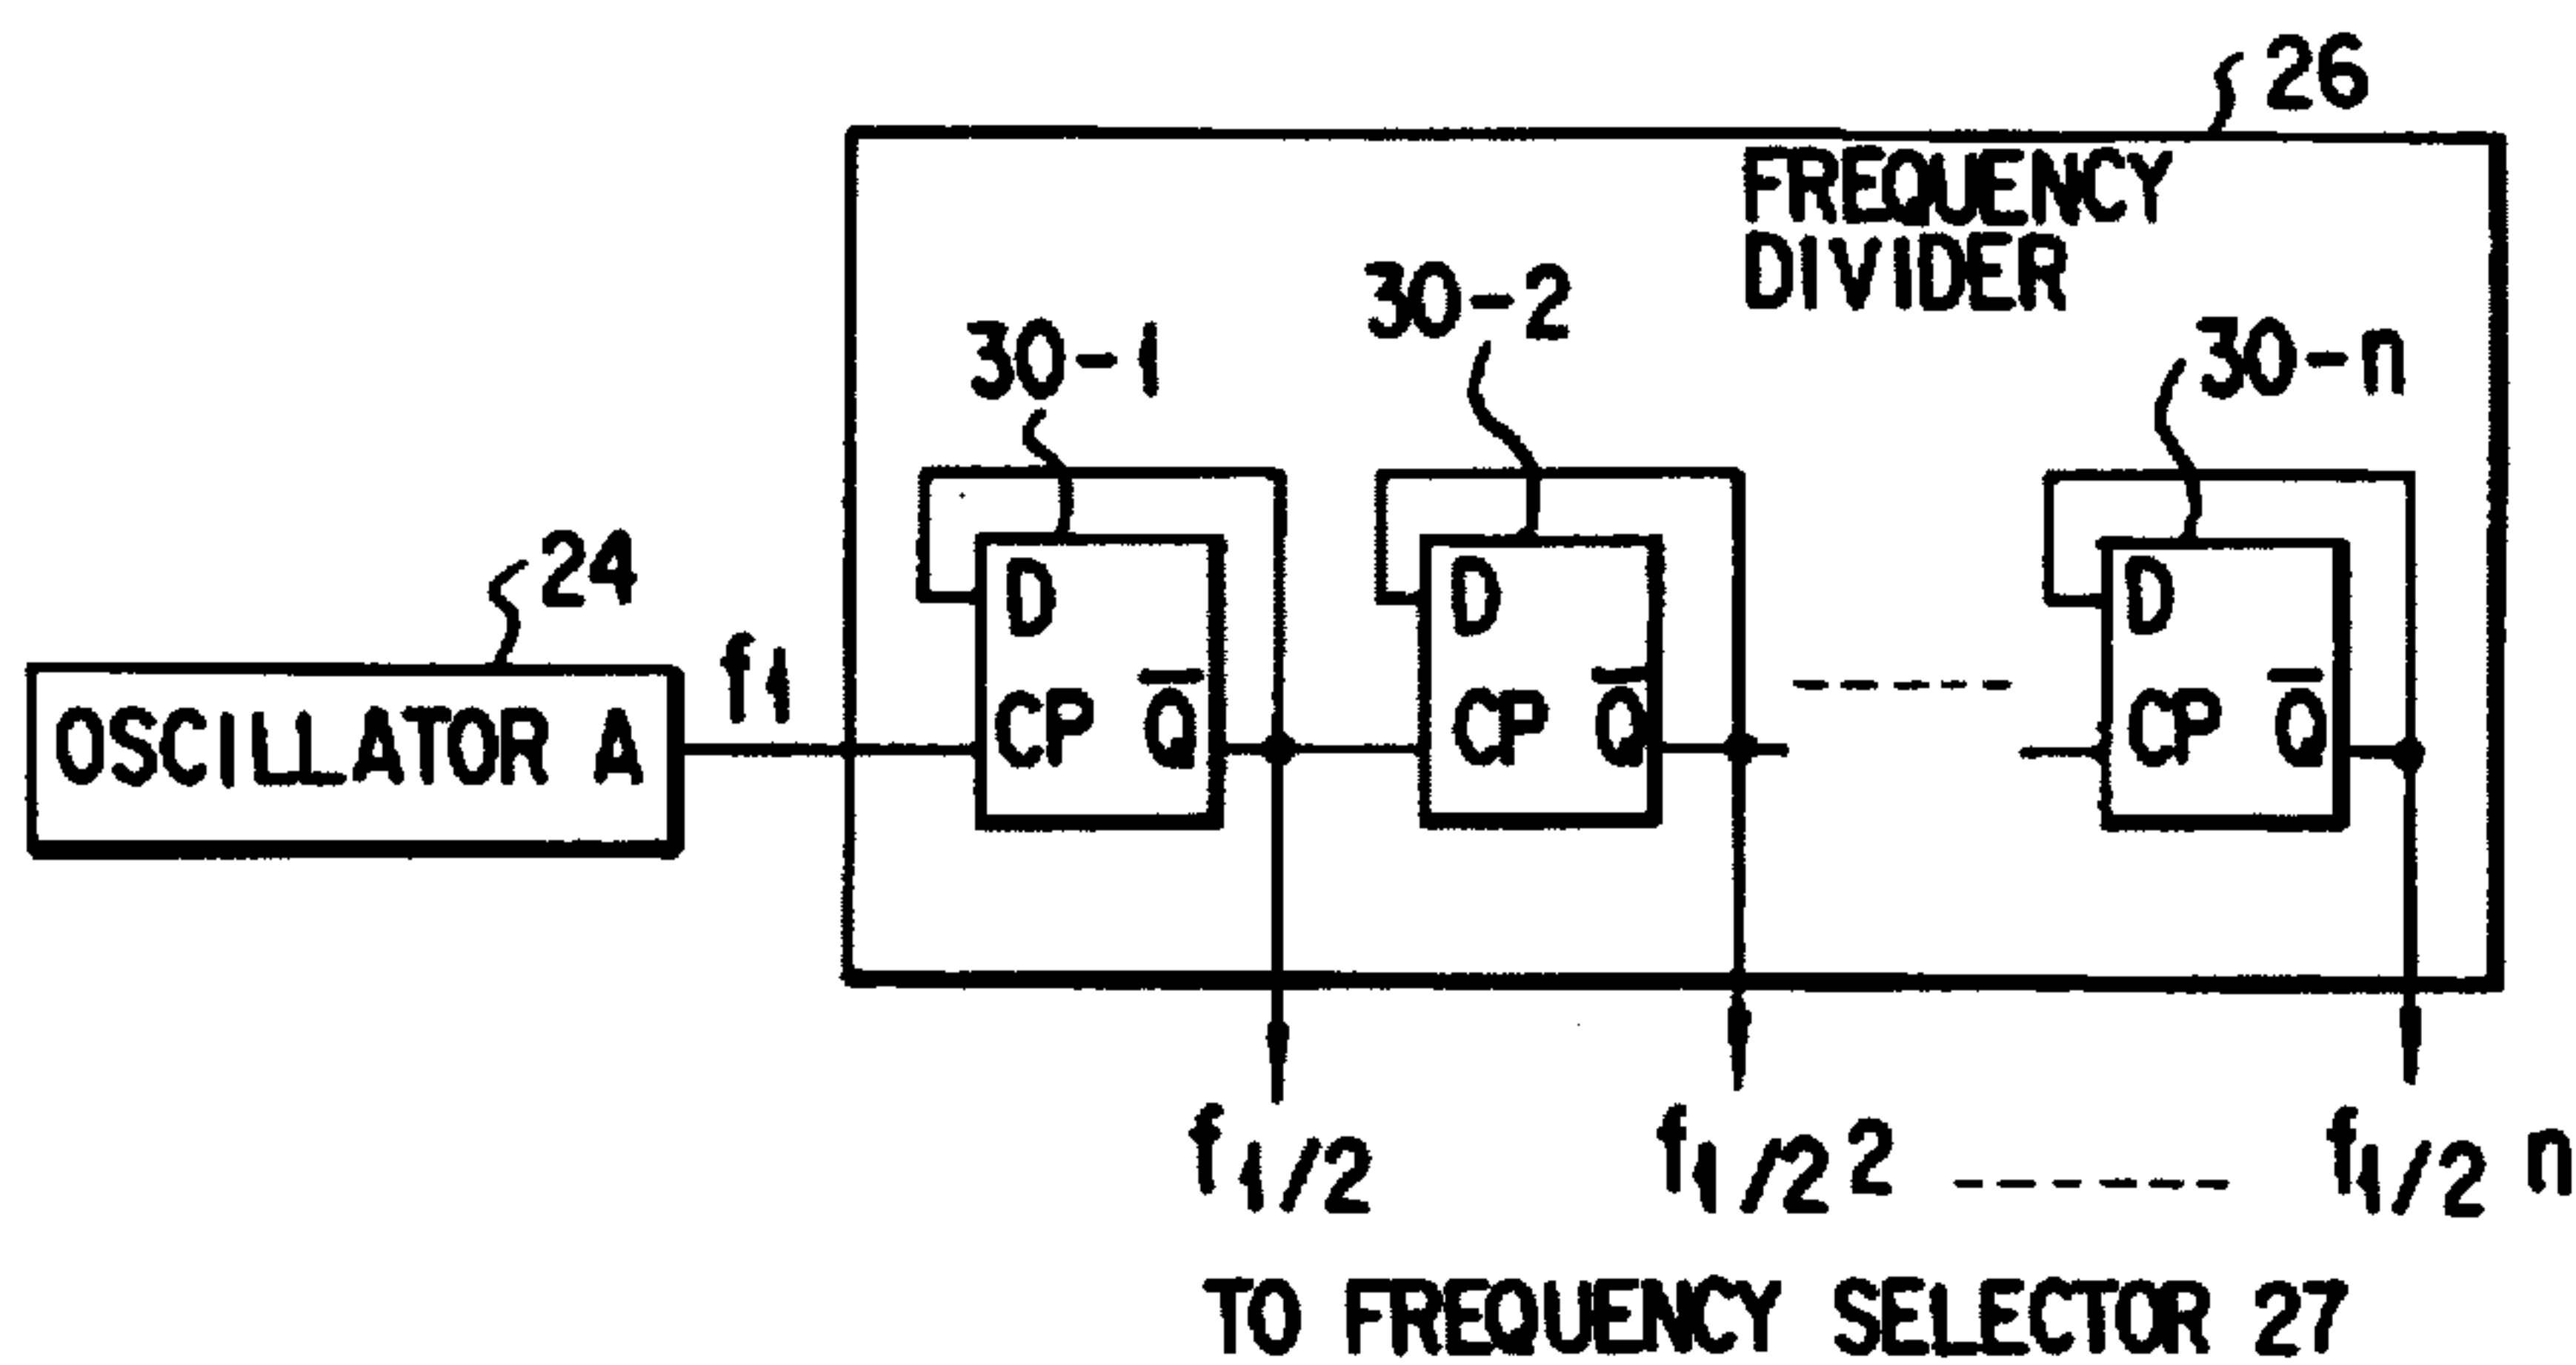 26
FREQUENCY
DIVIDER
30-1
30-2
30-n
24
OSCILLATOR A
f1
D
CP Q̅
D
CP Q̅
D
CP Q̅
f1/2
f1/2 2
f1/2 n
TO FREQUENCY SELECTOR 27